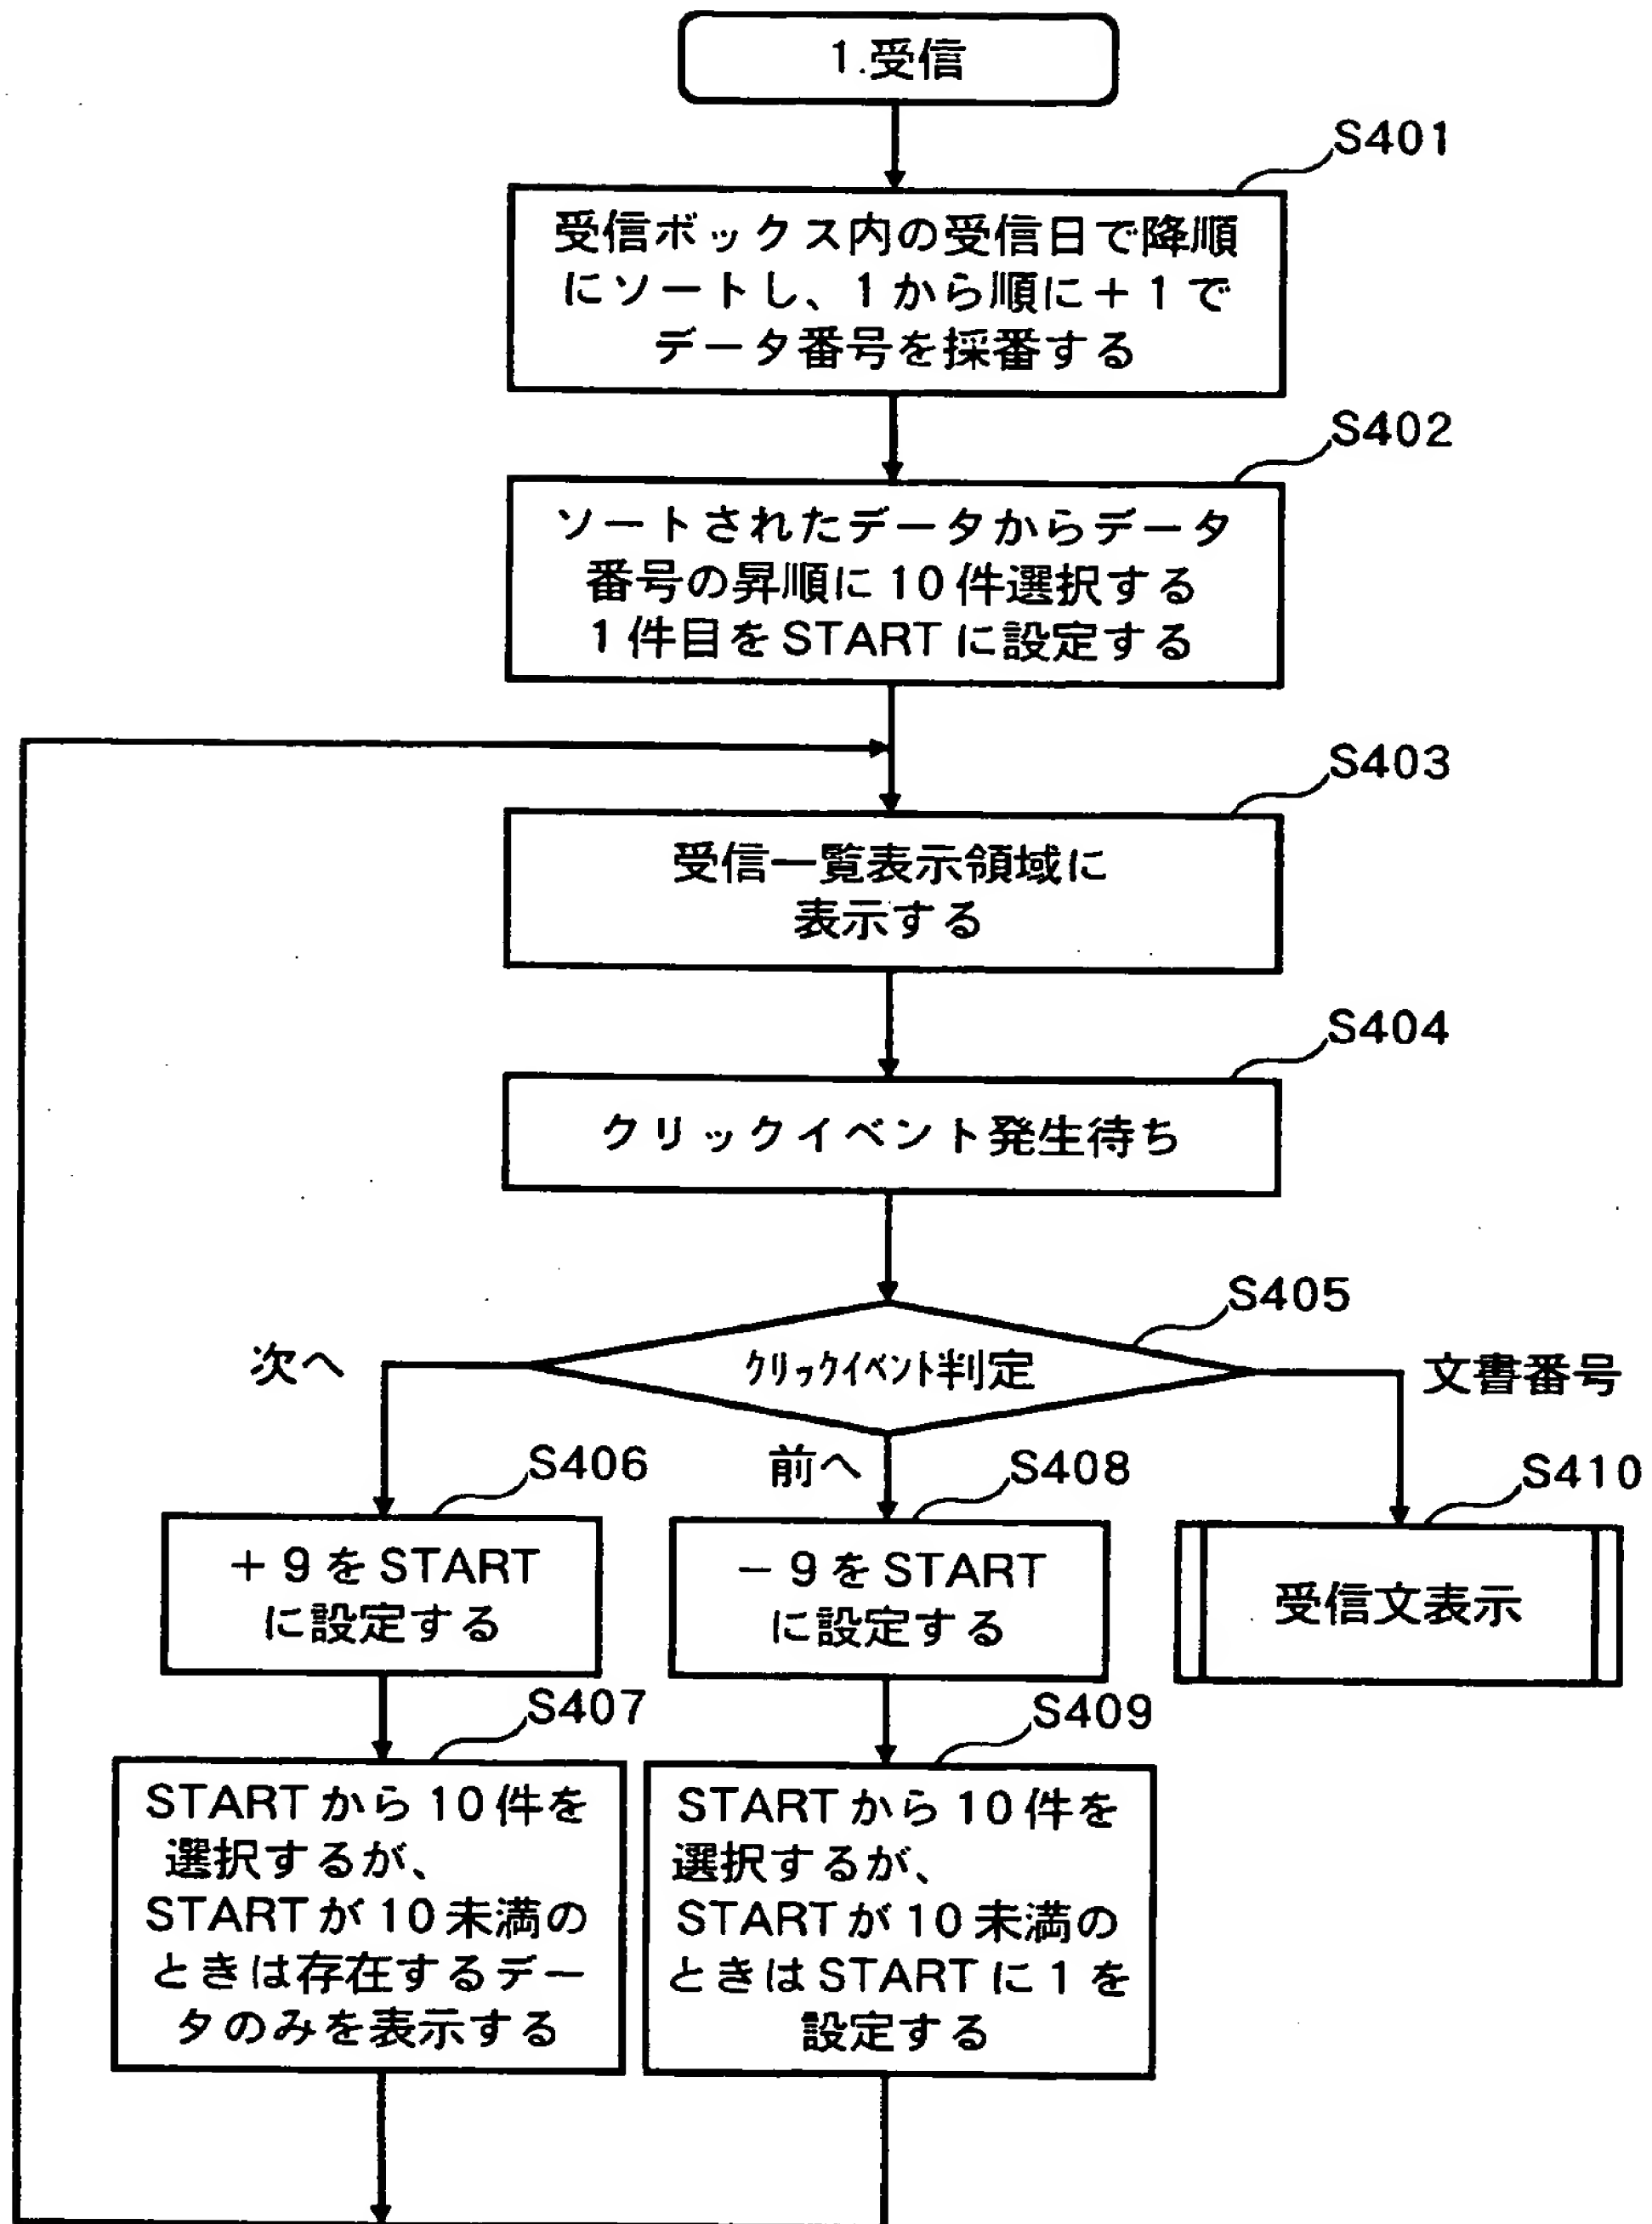 1.受信
S401
受信ボックス内の受信日で降順
にソートし、1から順に+1で
データ番号を採番する
S402
ソートされたデータからデータ
番号の昇順に10件選択する
1件目をSTARTに設定する
S403
受信一覧表示領域に
表示する
S404
クリックイベント発生待ち
S405
クリックイベント判定
次へ
前へ
文書番号
S406
+9をSTART
に設定する
S408
-9をSTART
に設定する
S410
受信文表示
S407
STARTから10件を
選択するが、
STARTが10未満の
ときは存在するデー
タのみを表示する
S409
STARTから10件を
選択するが、
STARTが10未満の
ときはSTARTに1を
設定する